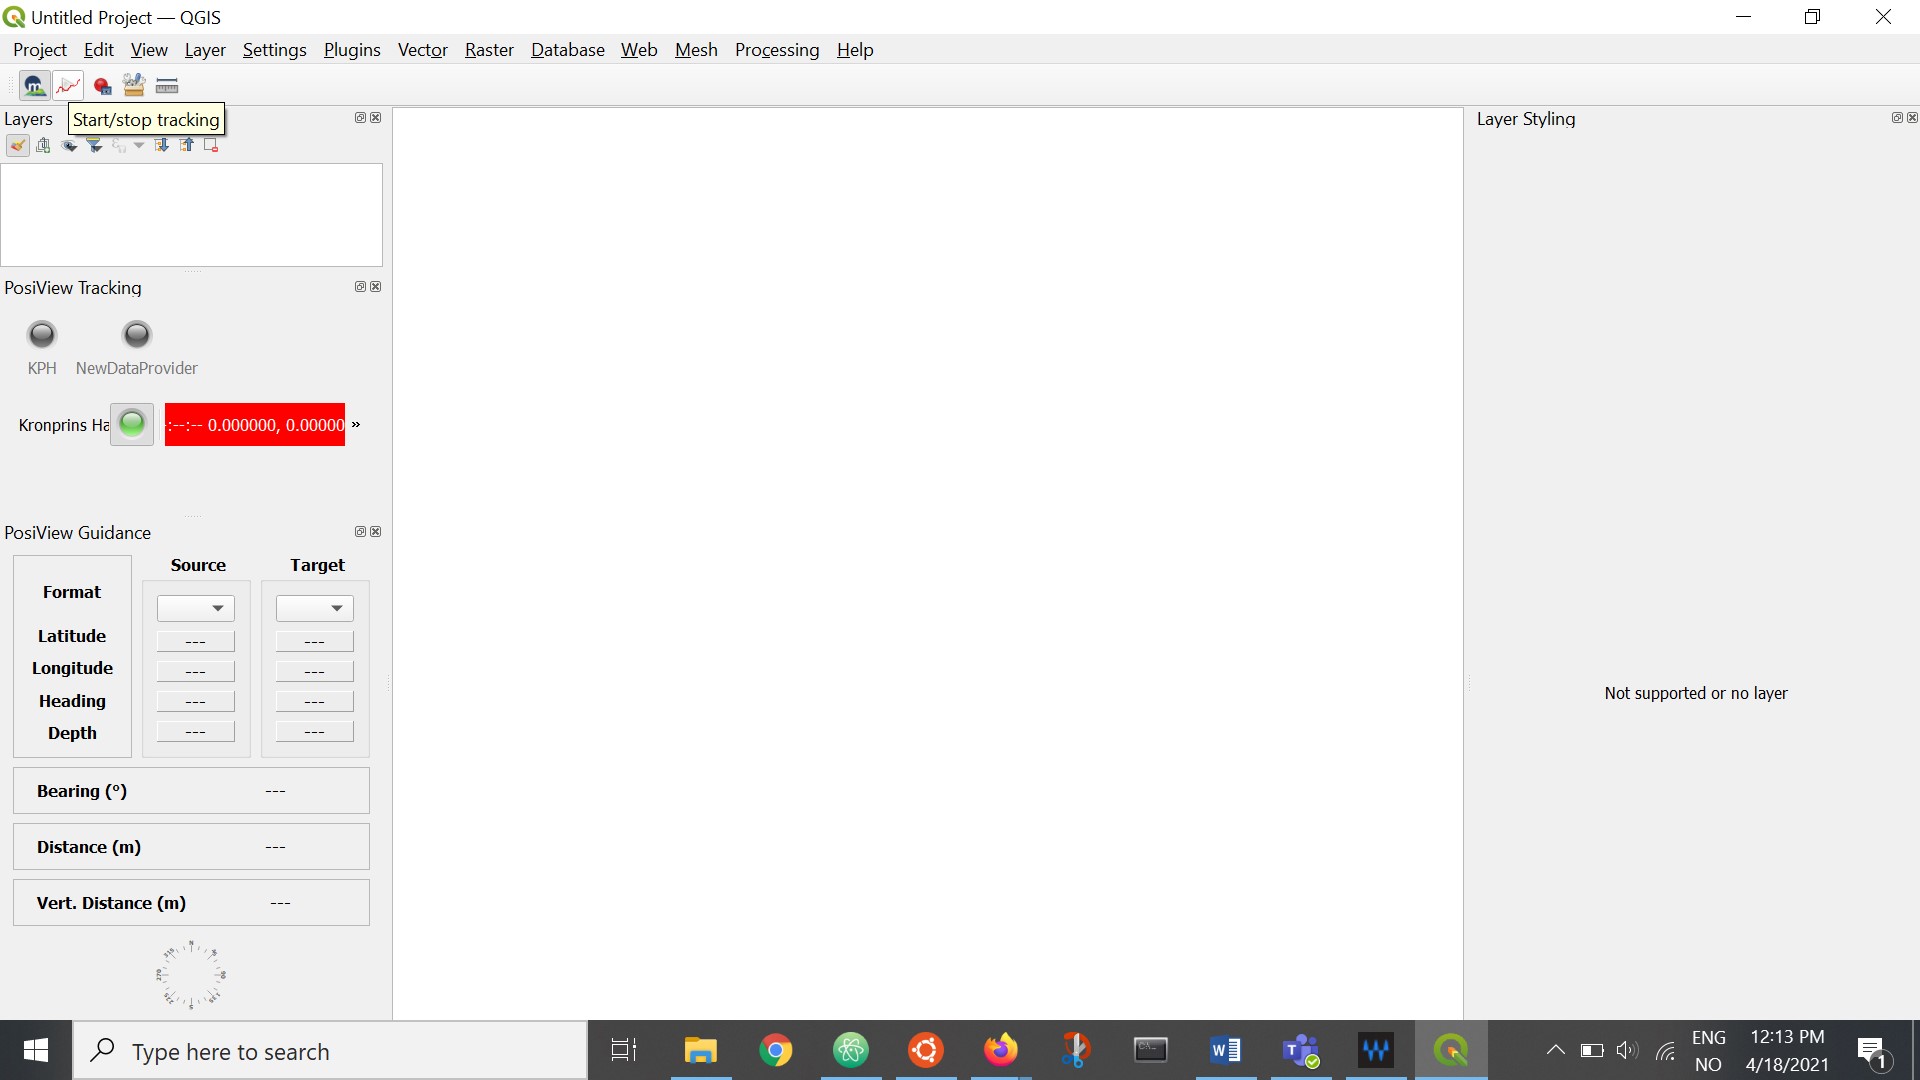 Untitled Project — QGIS
Project Edit View Layer Settings Plugins Vector Raster Database Web Mesh Processing Help
Start/stop tracking
Layers
Layer Styling
PosiView Tracking
KPH NewDataProvider
Kronprins Ha :--:-- 0.000000, 0.00000 »
PosiView Guidance
Source Target
Format
Latitude --- ---
Longitude --- ---
Heading --- ---
Depth --- ---
Bearing (°) ---
Distance (m) ---
Vert. Distance (m) ---
Not supported or no layer
Type here to search
ENG
NO
12:13 PM
4/18/2021
1